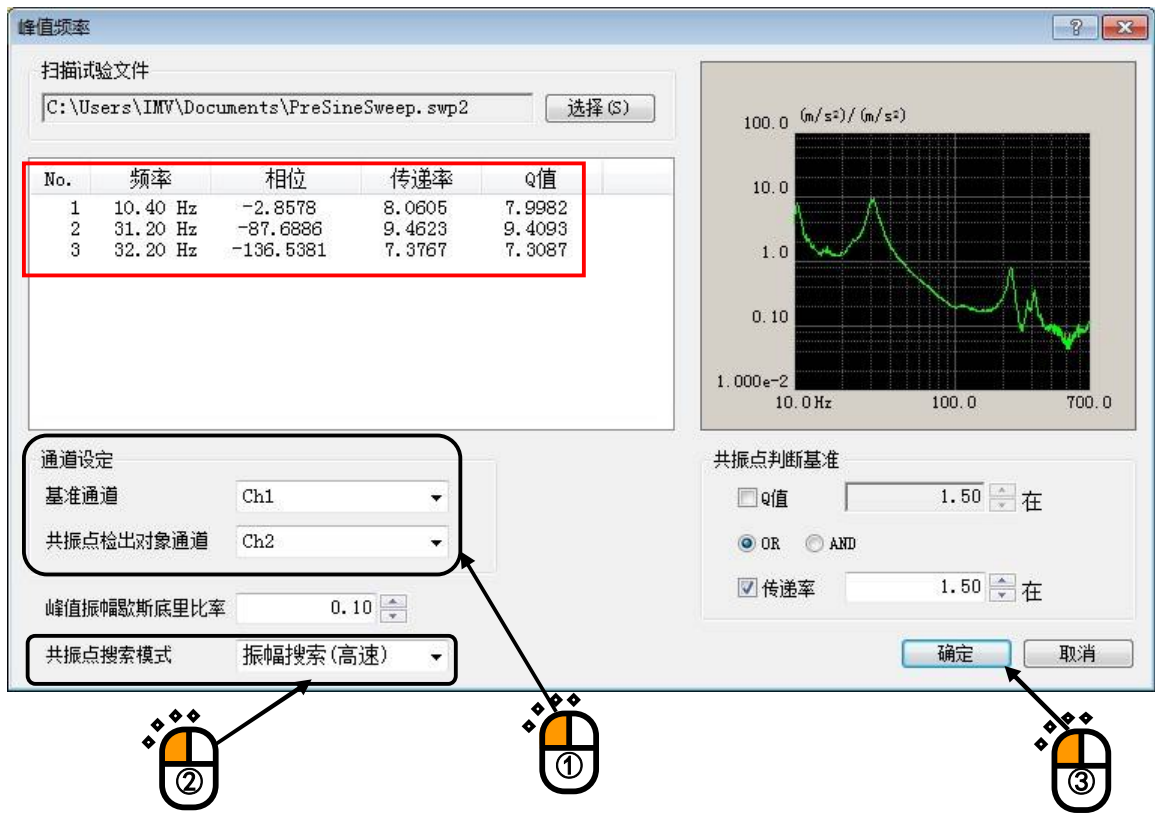 峰值频率
扫描试验文件
C:\Users\IMV\Documents\PreSineSweep.swp2
选择(S)
No. 频率 相位 传递率 Q值
1 10.40 Hz -2.8578 8.0605 7.9982
2 31.20 Hz -87.6886 9.4623 9.4093
3 32.20 Hz -136.5381 7.3767 7.3087
(m/s²)/(m/s²)
100.0
10.0
1.0
0.10
1.000e-2
10.0Hz 100.0 700.0
通道设定
基准通道 Ch1
共振点检出对象通道 Ch2
峰值振幅歇斯底里比率 0.10
共振点搜索模式 振幅搜索(高速)
共振点判断基准
Q值 1.50 在
OR AND
传递率 1.50 在
确定 取消
② ① ③